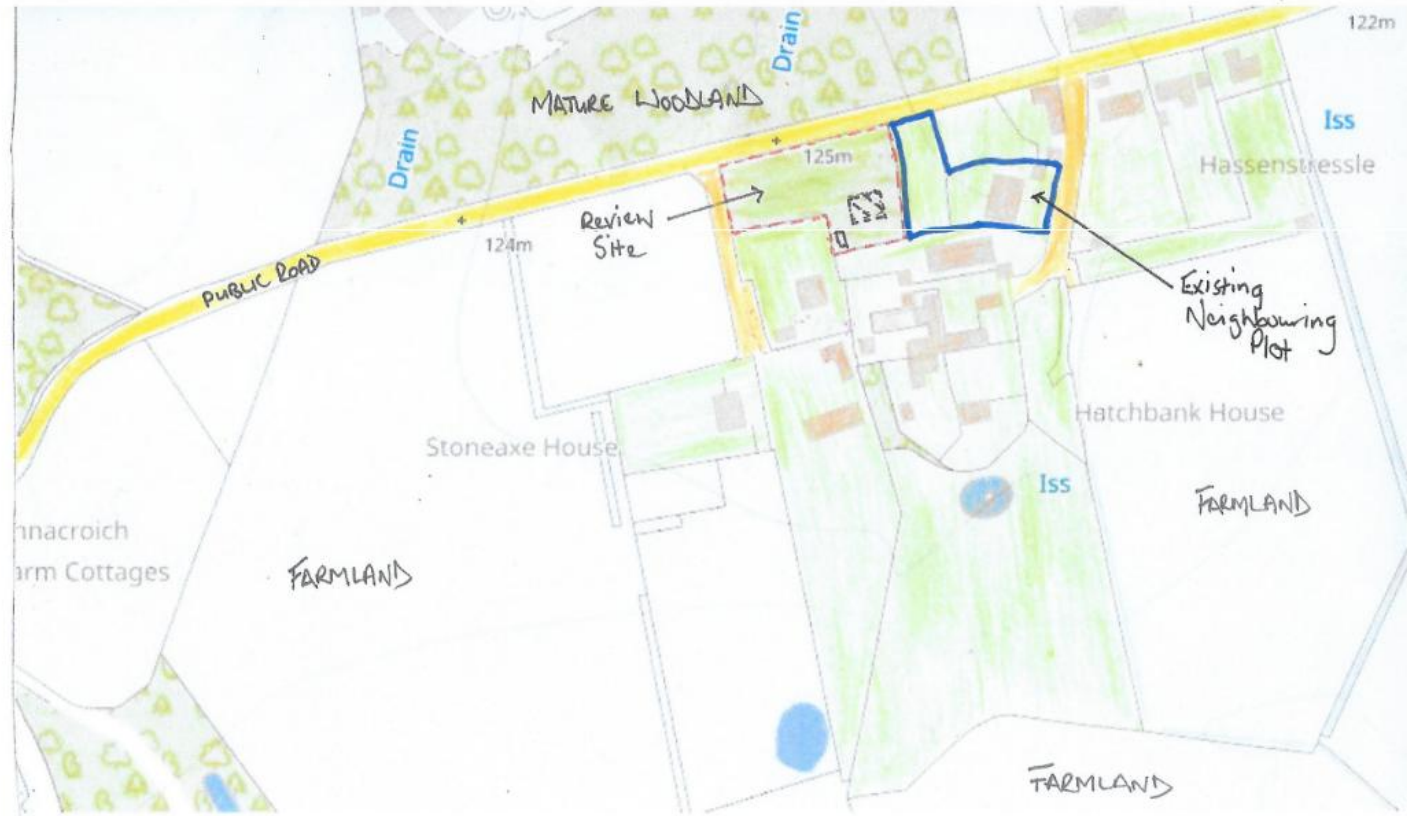 122m
Drain
Drain
MATURE WOODLAND
Iss
125m
Hassenstressle
Review
Site
124m
PUBLIC ROAD
Existing
Neighbouring
Plot
Stoneaxe House
Hatchbank House
Iss
FARMLAND
nnacroich
arm Cottages
FARMLAND
FARMLAND